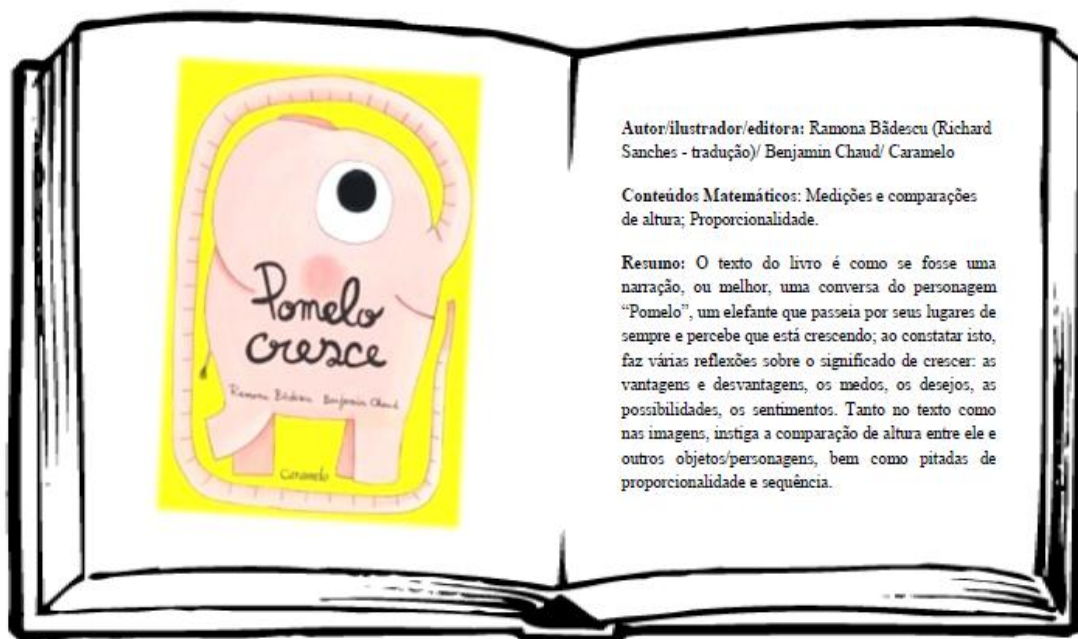 Pomelo
cresce
Ramona Bădescu Benjamin Chaud
Caramelo
Autor/ilustrador/editora: Ramona Bãdescu (Richard
Sanches - tradução)/ Benjamin Chaud/ Caramelo
Conteúdos Matemáticos: Medições e comparações
de altura; Proporcionalidade.
Resumo: O texto do livro é como se fosse uma
narração, ou melhor, uma conversa do personagem
“Pomelo”, um elefante que passeia por seus lugares de
sempre e percebe que está crescendo; ao constatar isto,
faz várias reflexões sobre o significado de crescer: as
vantagens e desvantagens, os medos, os desejos, as
possibilidades, os sentimentos. Tanto no texto como
nas imagens, instiga a comparação de altura entre ele e
outros objetos/personagens, bem como pitadas de
proporcionalidade e sequência.